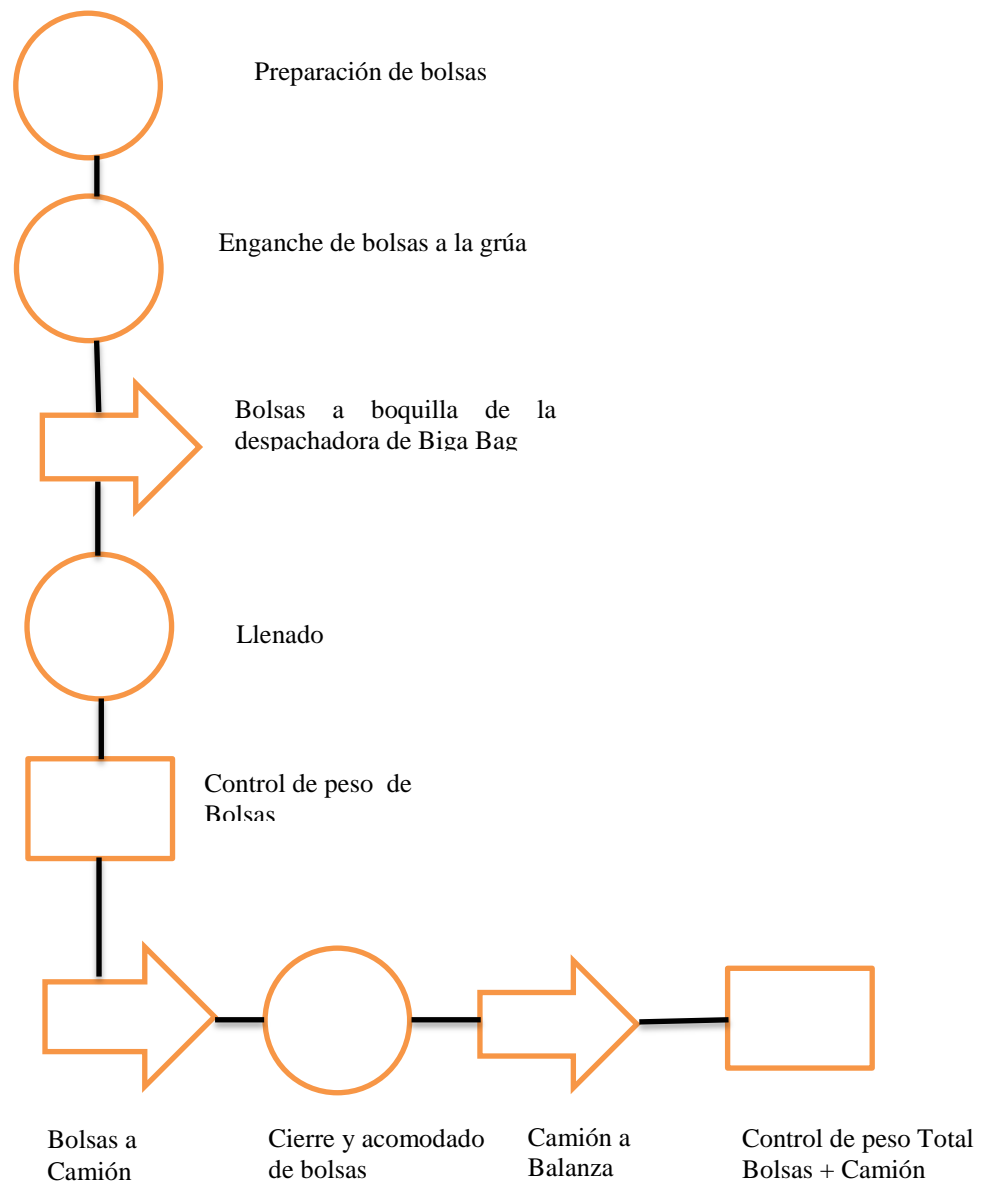 Preparación de bolsas
Enganche de bolsas a la grúa
Bolsas a boquilla de la
despachadora de Biga Bag
Llenado
Control de peso de
Bolsas
Bolsas a
Camión
Cierre y acomodado
de bolsas
Camión a
Balanza
Control de peso Total
Bolsas + Camión